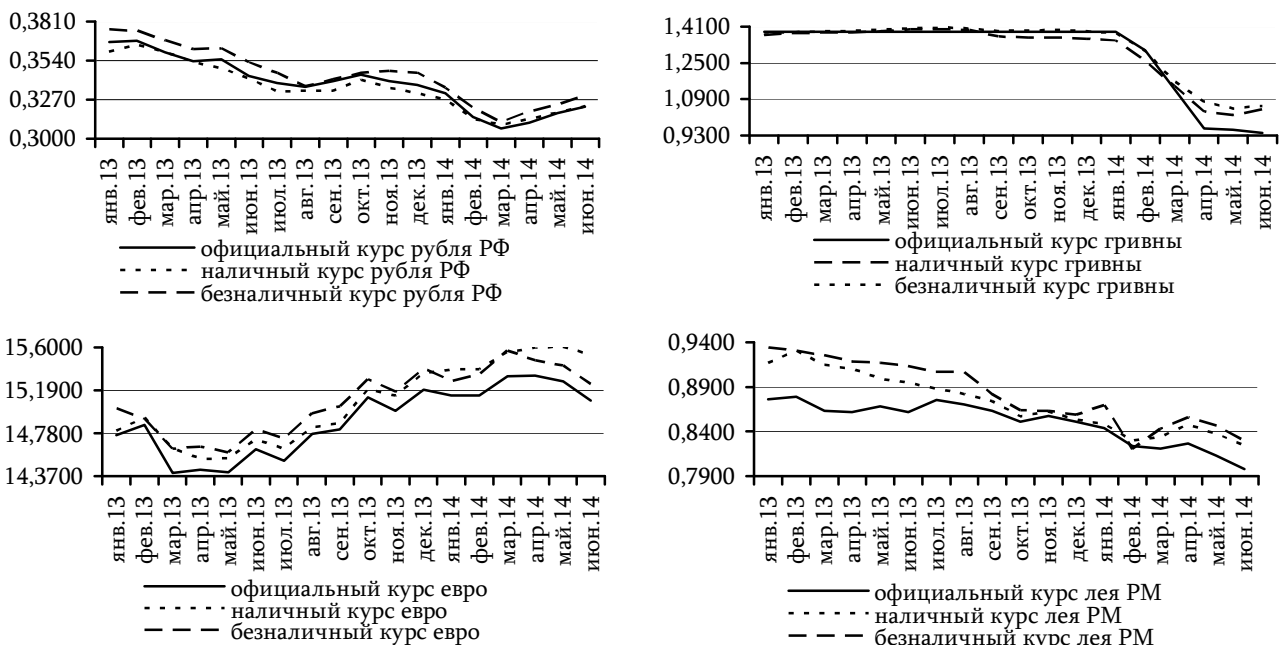 0,3810
0,3540
0,3270
0,3000
янв.13
фев.13
мар.13
апр.13
май.13
июн.13
июл.13
авг.13
сен.13
окт.13
ноя.13
дек.13
янв.14
фев.14
мар.14
апр.14
май.14
июн.14
официальный курс рубля РФ
наличный курс рубля РФ
безналичный курс рубля РФ
1,4100
1,2500
1,0900
0,9300
янв.13
фев.13
мар.13
апр.13
май.13
июн.13
июл.13
авг.13
сен.13
окт.13
ноя.13
дек.13
янв.14
фев.14
мар.14
апр.14
май.14
июн.14
официальный курс гривны
наличный курс гривны
безналичный курс гривны
15,6000
15,1900
14,7800
14,3700
янв.13
фев.13
мар.13
апр.13
май.13
июн.13
июл.13
авг.13
сен.13
окт.13
ноя.13
дек.13
янв.14
фев.14
мар.14
апр.14
май.14
июн.14
официальный курс евро
наличный курс евро
безналичный курс евро
0,9400
0,8900
0,8400
0,7900
янв.13
фев.13
мар.13
апр.13
май.13
июн.13
июл.13
авг.13
сен.13
окт.13
ноя.13
дек.13
янв.14
фев.14
мар.14
апр.14
май.14
июн.14
официальный курс лея РМ
наличный курс лея РМ
безналичный курс лея РМ